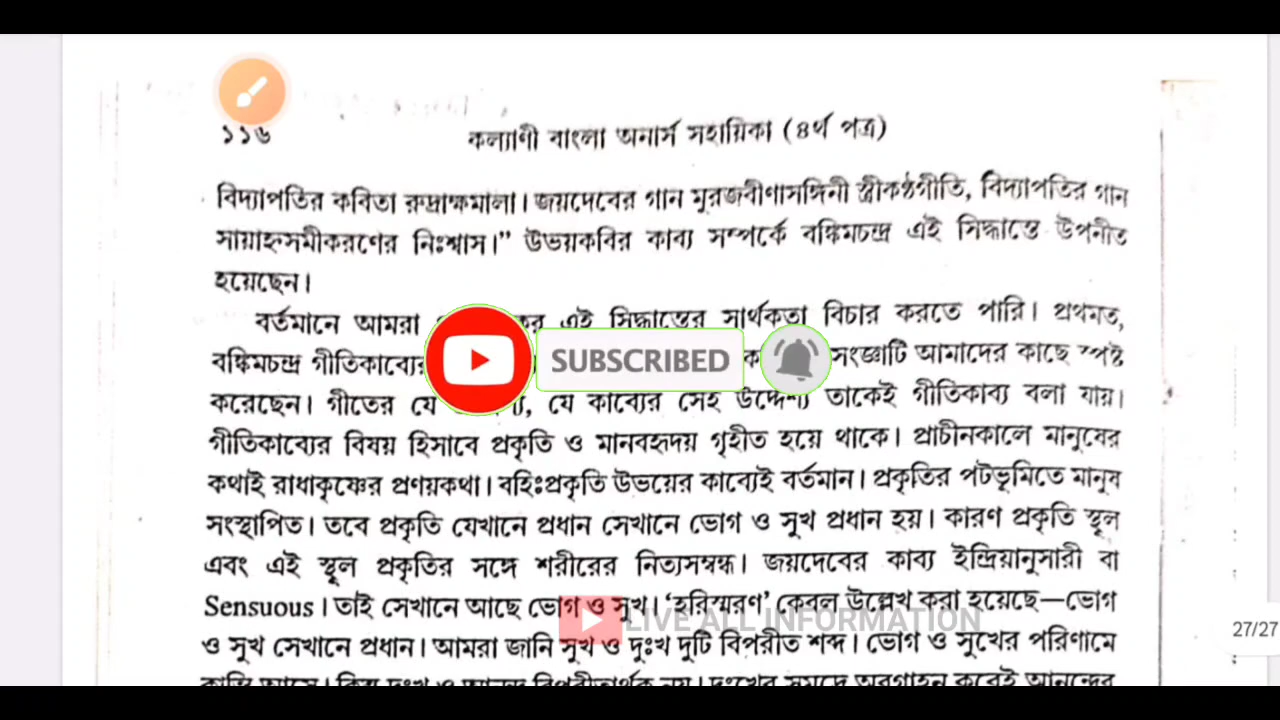 ১১৬ কল্যাণী বাংলা অনার্স সহায়িকা (৪র্থ পত্র)
বিদ্যাপতির কবিতা রুদ্রাক্ষমালা। জয়দেবের গান মুরজবীণাসঙ্গিনী স্ত্রীকণ্ঠগীতি, বিদ্যাপতির গান
সায়াহ্নসমীকরণের নিঃশ্বাস।” উভয়কবির কাব্য সম্পর্কে বঙ্কিমচন্দ্র এই সিদ্ধান্তে উপনীত
হয়েছেন।
বর্তমানে আমরা এই সিদ্ধান্তের সার্থকতা বিচার করতে পারি। প্রথমত,
বঙ্কিমচন্দ্র গীতিকাব্যের সংজ্ঞাটি আমাদের কাছে স্পষ্ট
SUBSCRIBED
করেছেন। গীতের যে যে কাব্যের সেই উদ্দেশ্য তাকেই গীতিকাব্য বলা যায়।
গীতিকাব্যের বিষয় হিসাবে প্রকৃতি ও মানবহৃদয় গৃহীত হয়ে থাকে। প্রাচীনকালে মানুষের
কথাই রাধাকৃষ্ণের প্রণয়কথা। বহিঃপ্রকৃতি উভয়ের কাব্যেই বর্তমান। প্রকৃতির পটভূমিতে মানুষ
সংস্থাপিত। তবে প্রকৃতি যেখানে প্রধান সেখানে ভোগ ও সুখ প্রধান হয়। কারণ প্রকৃতি স্থূল
এবং এই স্থূল প্রকৃতির সঙ্গে শরীরের নিত্যসম্বন্ধ। জয়দেবের কাব্য ইন্দ্রিয়ানুসারী বা
Sensuous। তাই সেখানে আছে ভোগ ও সুখ। ‘হরিস্মরণ’ কেবল উল্লেখ করা হয়েছে—ভোগ
LIVE ALL INFORMATION
27/27
ও সুখ সেখানে প্রধান। আমরা জানি সুখ ও দুঃখ দুটি বিপরীত শব্দ। ভোগ ও সুখের পরিণামে